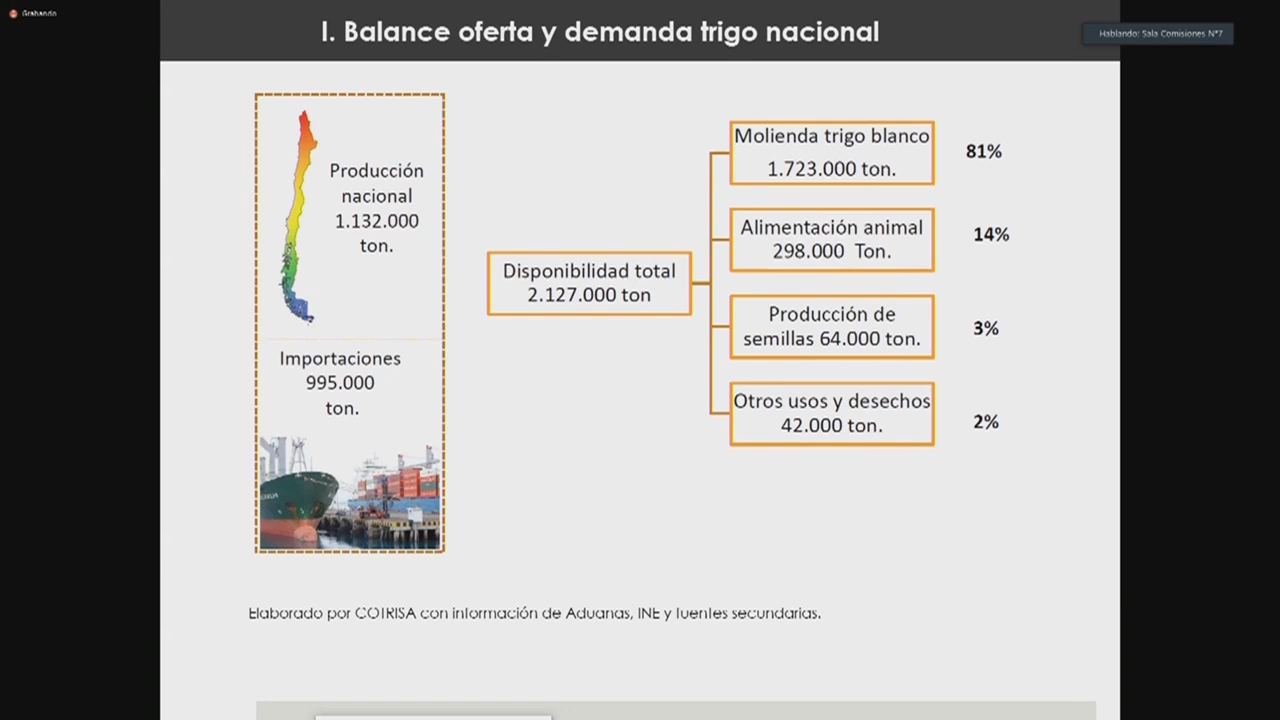 Grabando
I. Balance oferta y demanda trigo nacional
Hablando: Sala Comisiones N°7
Producción
nacional
1.132.000
ton.
Importaciones
995.000
ton.
Disponibilidad total
2.127.000 ton
Molienda trigo blanco
1.723.000 ton.
81%
Alimentación animal
298.000 Ton.
14%
Producción de
semillas 64.000 ton.
3%
Otros usos y desechos
42.000 ton.
2%
Elaborado por COTRISA con información de Aduanas, INE y fuentes secundarias.